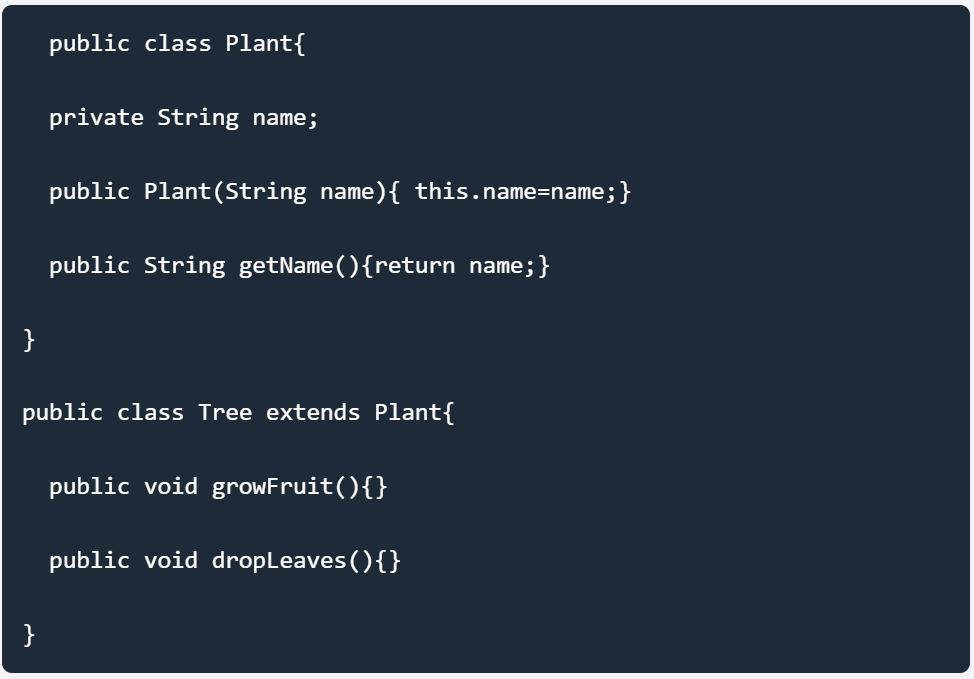 public class Plant{
private String name;
public Plant(String name){ this.name=name;}
public String getName(){return name;}
}
public class Tree extends Plant{
public void growFruit(){}
public void dropLeaves(){}
}